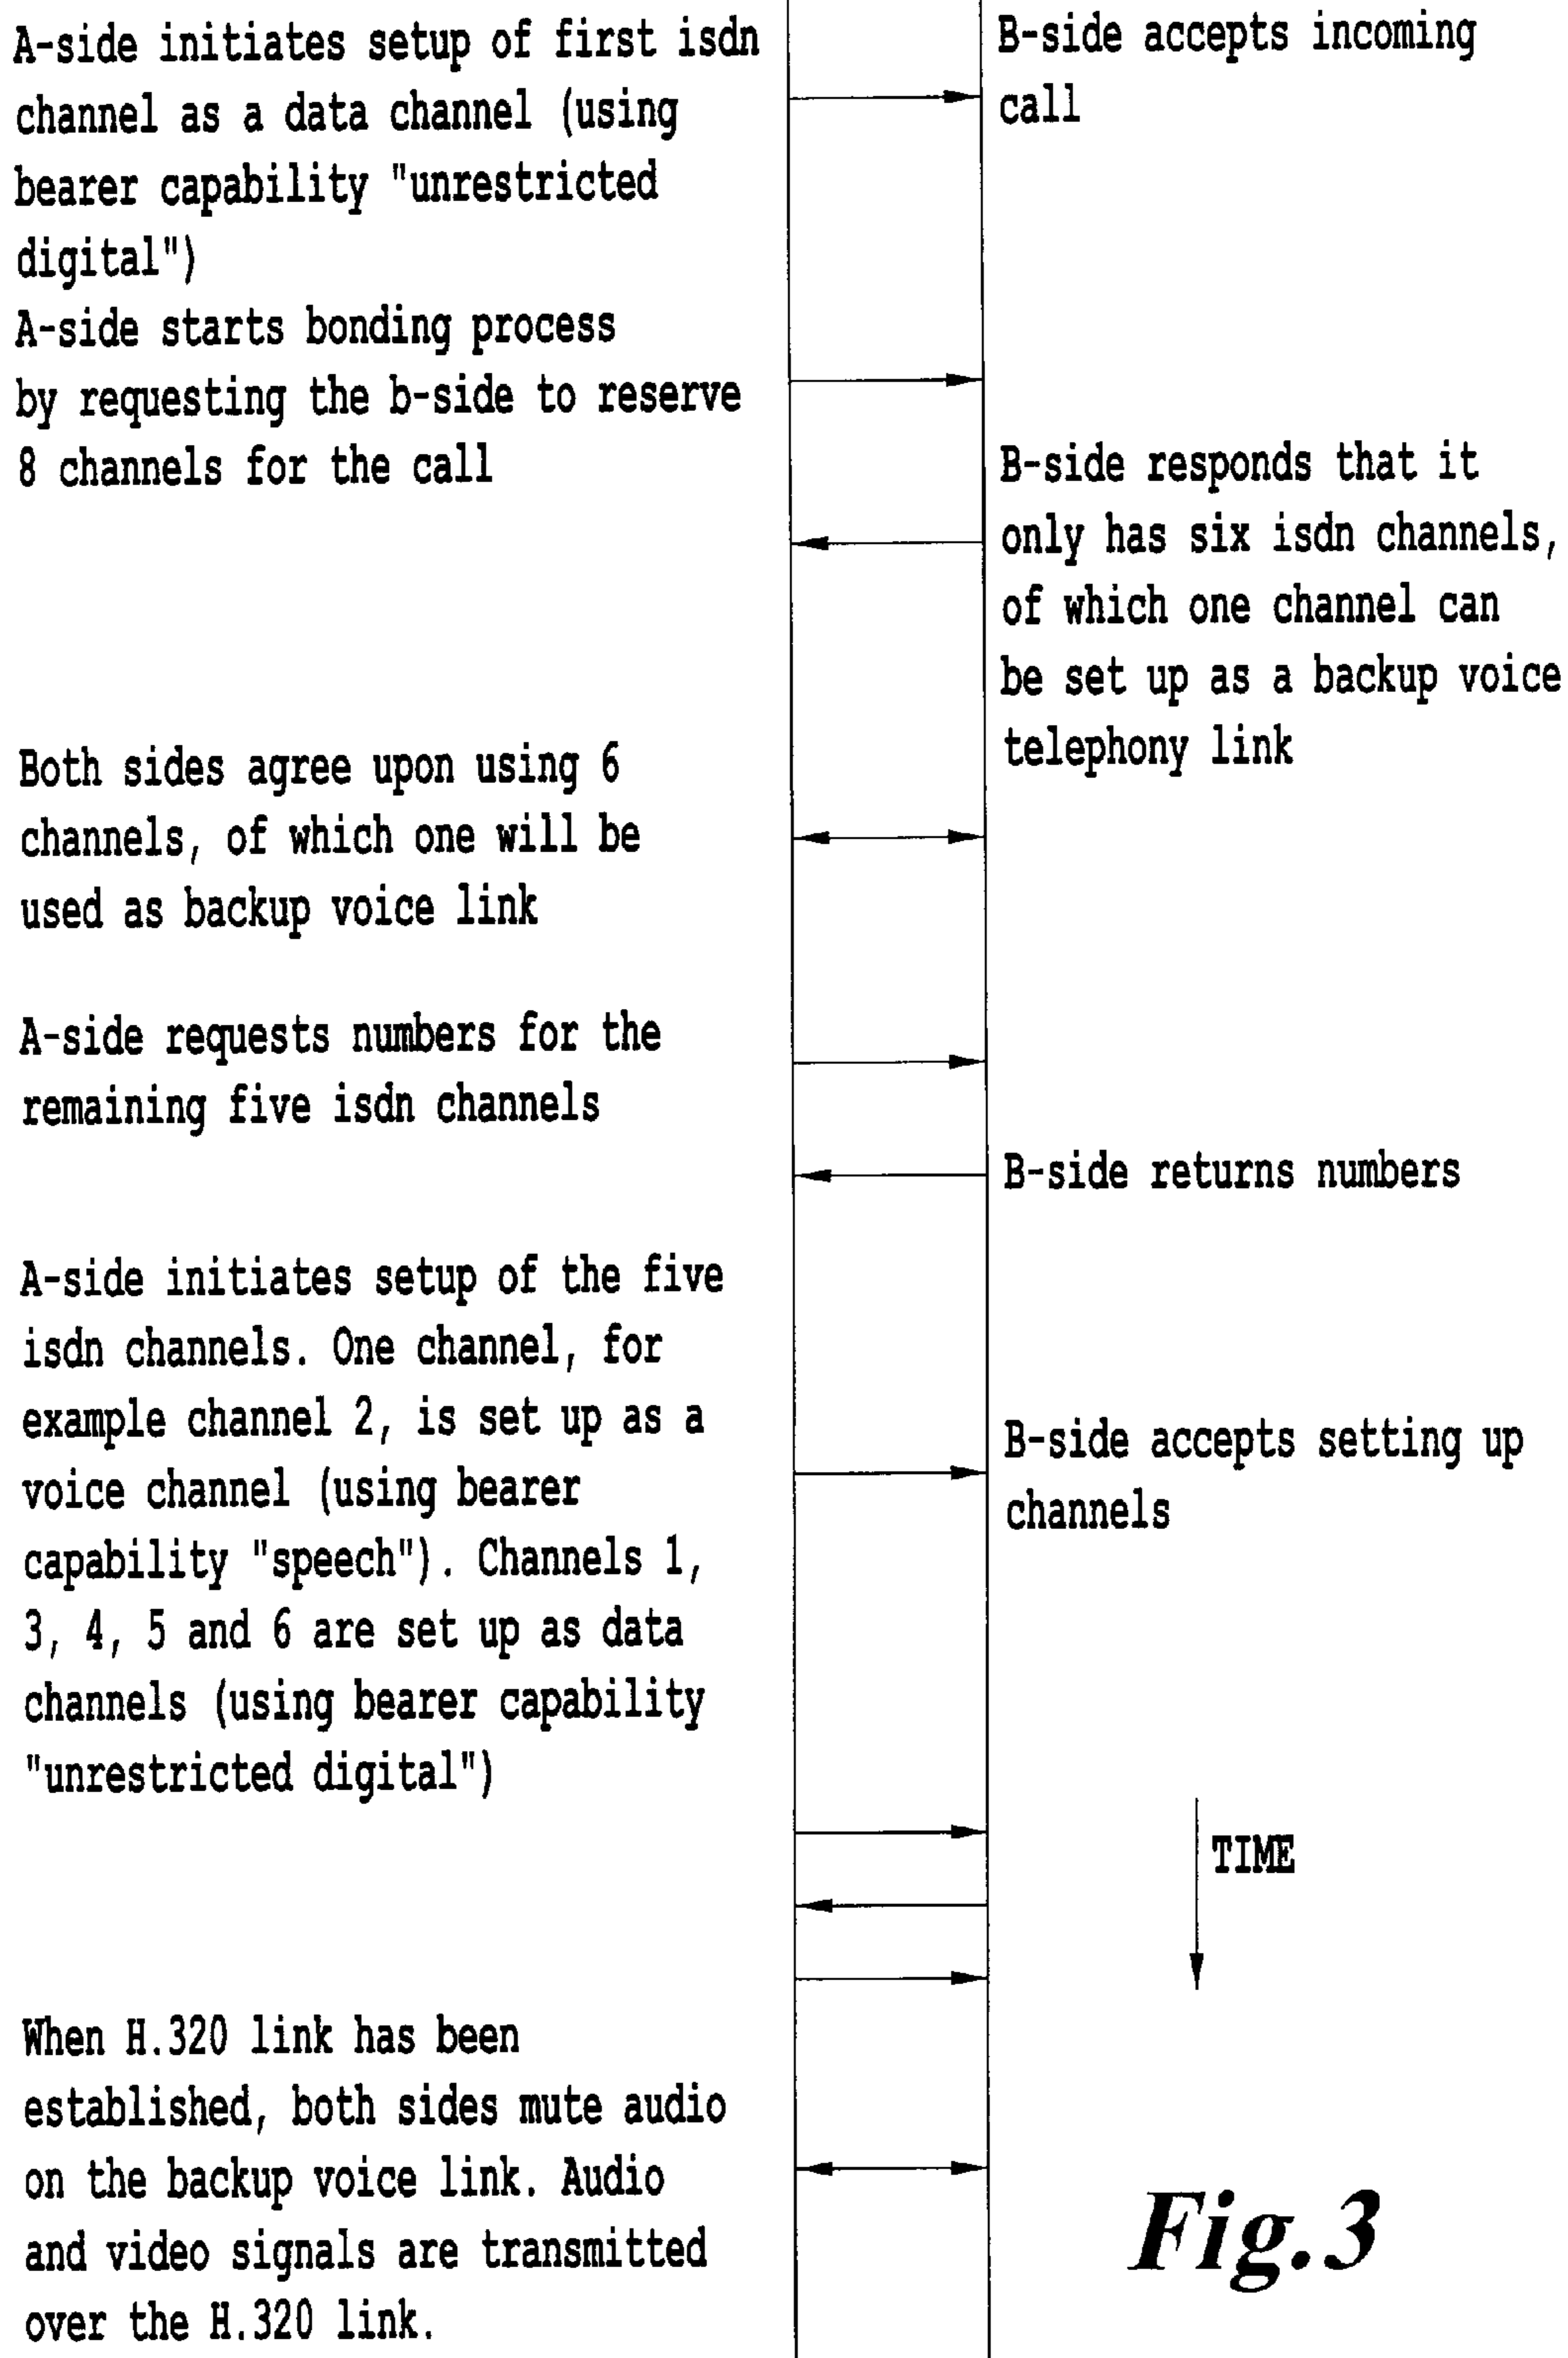 A-side initiates setup of first isdn
channel as a data channel (using
bearer capability "unrestricted
digital")
B-side accepts incoming
call
A-side starts bonding process
by requesting the b-side to reserve
8 channels for the call
B-side responds that it
only has six isdn channels,
of which one channel can
be set up as a backup voice
telephony link
Both sides agree upon using 6
channels, of which one will be
used as backup voice link
A-side requests numbers for the
remaining five isdn channels
B-side returns numbers
A-side initiates setup of the five
isdn channels. One channel, for
example channel 2, is set up as a
voice channel (using bearer
capability "speech"). Channels 1,
3, 4, 5 and 6 are set up as data
channels (using bearer capability
"unrestricted digital")
B-side accepts setting up
channels
TIME
When H.320 link has been
established, both sides mute audio
on the backup voice link. Audio
and video signals are transmitted
over the H.320 link.
Fig.3